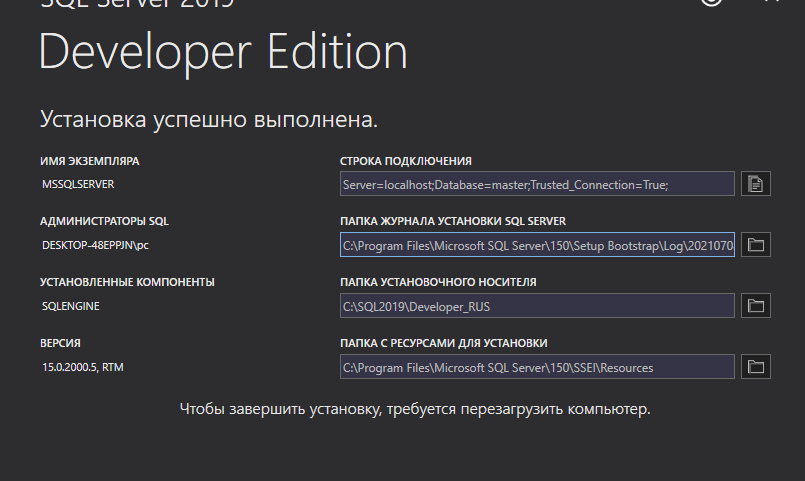 SQL Server 2019
Developer Edition
Установка успешно выполнена.
ИМЯ ЭКЗЕМПЛЯРА
MSSQLSERVER
СТРОКА ПОДКЛЮЧЕНИЯ
Server=localhost;Database=master;Trusted_Connection=True;
АДМИНИСТРАТОРЫ SQL
DESKTOP-48EPPJN\pc
ПАПКА ЖУРНАЛА УСТАНОВКИ SQL SERVER
C:\Program Files\Microsoft SQL Server\150\Setup Bootstrap\Log\2021070
УСТАНОВЛЕННЫЕ КОМПОНЕНТЫ
SQLENGINE
ПАПКА УСТАНОВОЧНОГО НОСИТЕЛЯ
C:\SQL2019\Developer_RUS
ВЕРСИЯ
15.0.2000.5, RTM
ПАПКА С РЕСУРСАМИ ДЛЯ УСТАНОВКИ
C:\Program Files\Microsoft SQL Server\150\SSEI\Resources
Чтобы завершить установку, требуется перезагрузить компьютер.